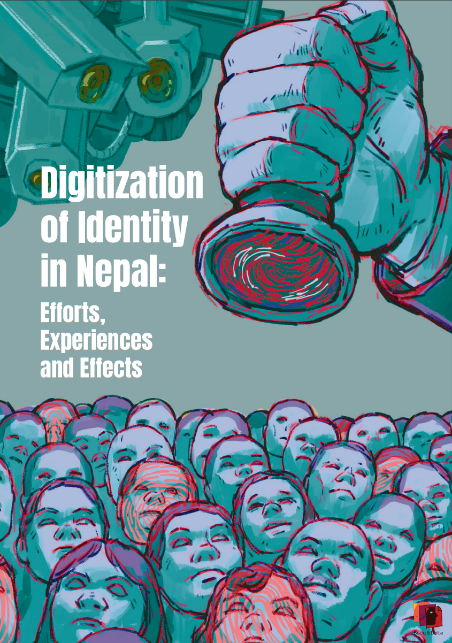 Digitization
of Identity
in Nepal:
Efforts,
Experiences
and Effects